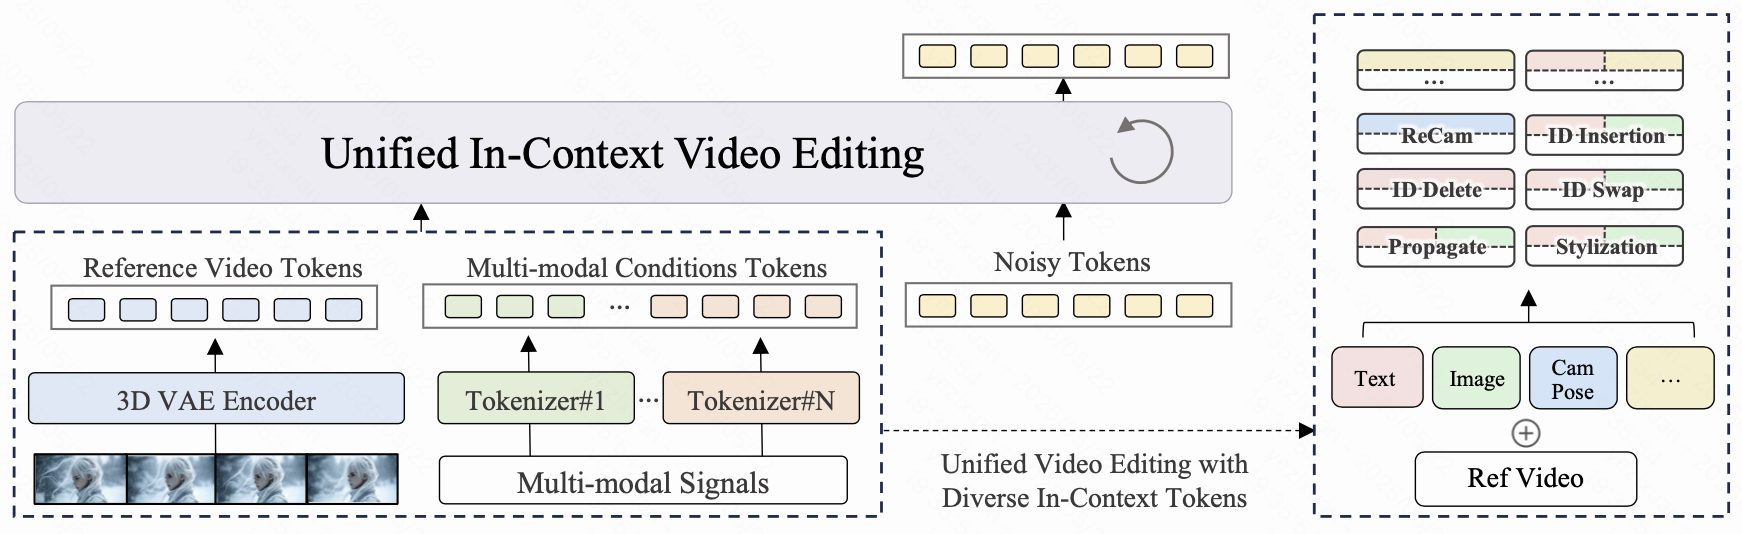 Unified In-Context Video Editing
Reference Video Tokens
Multi-modal Conditions Tokens
...
3D VAE Encoder
Tokenizer#1
...
Tokenizer#N
Multi-modal Signals
Noisy Tokens
Unified Video Editing with
Diverse In-Context Tokens
...
...
ReCam
ID Insertion
ID Delete
ID Swap
Propagate
Stylization
Text
Image
Cam
Pose
...
Ref Video